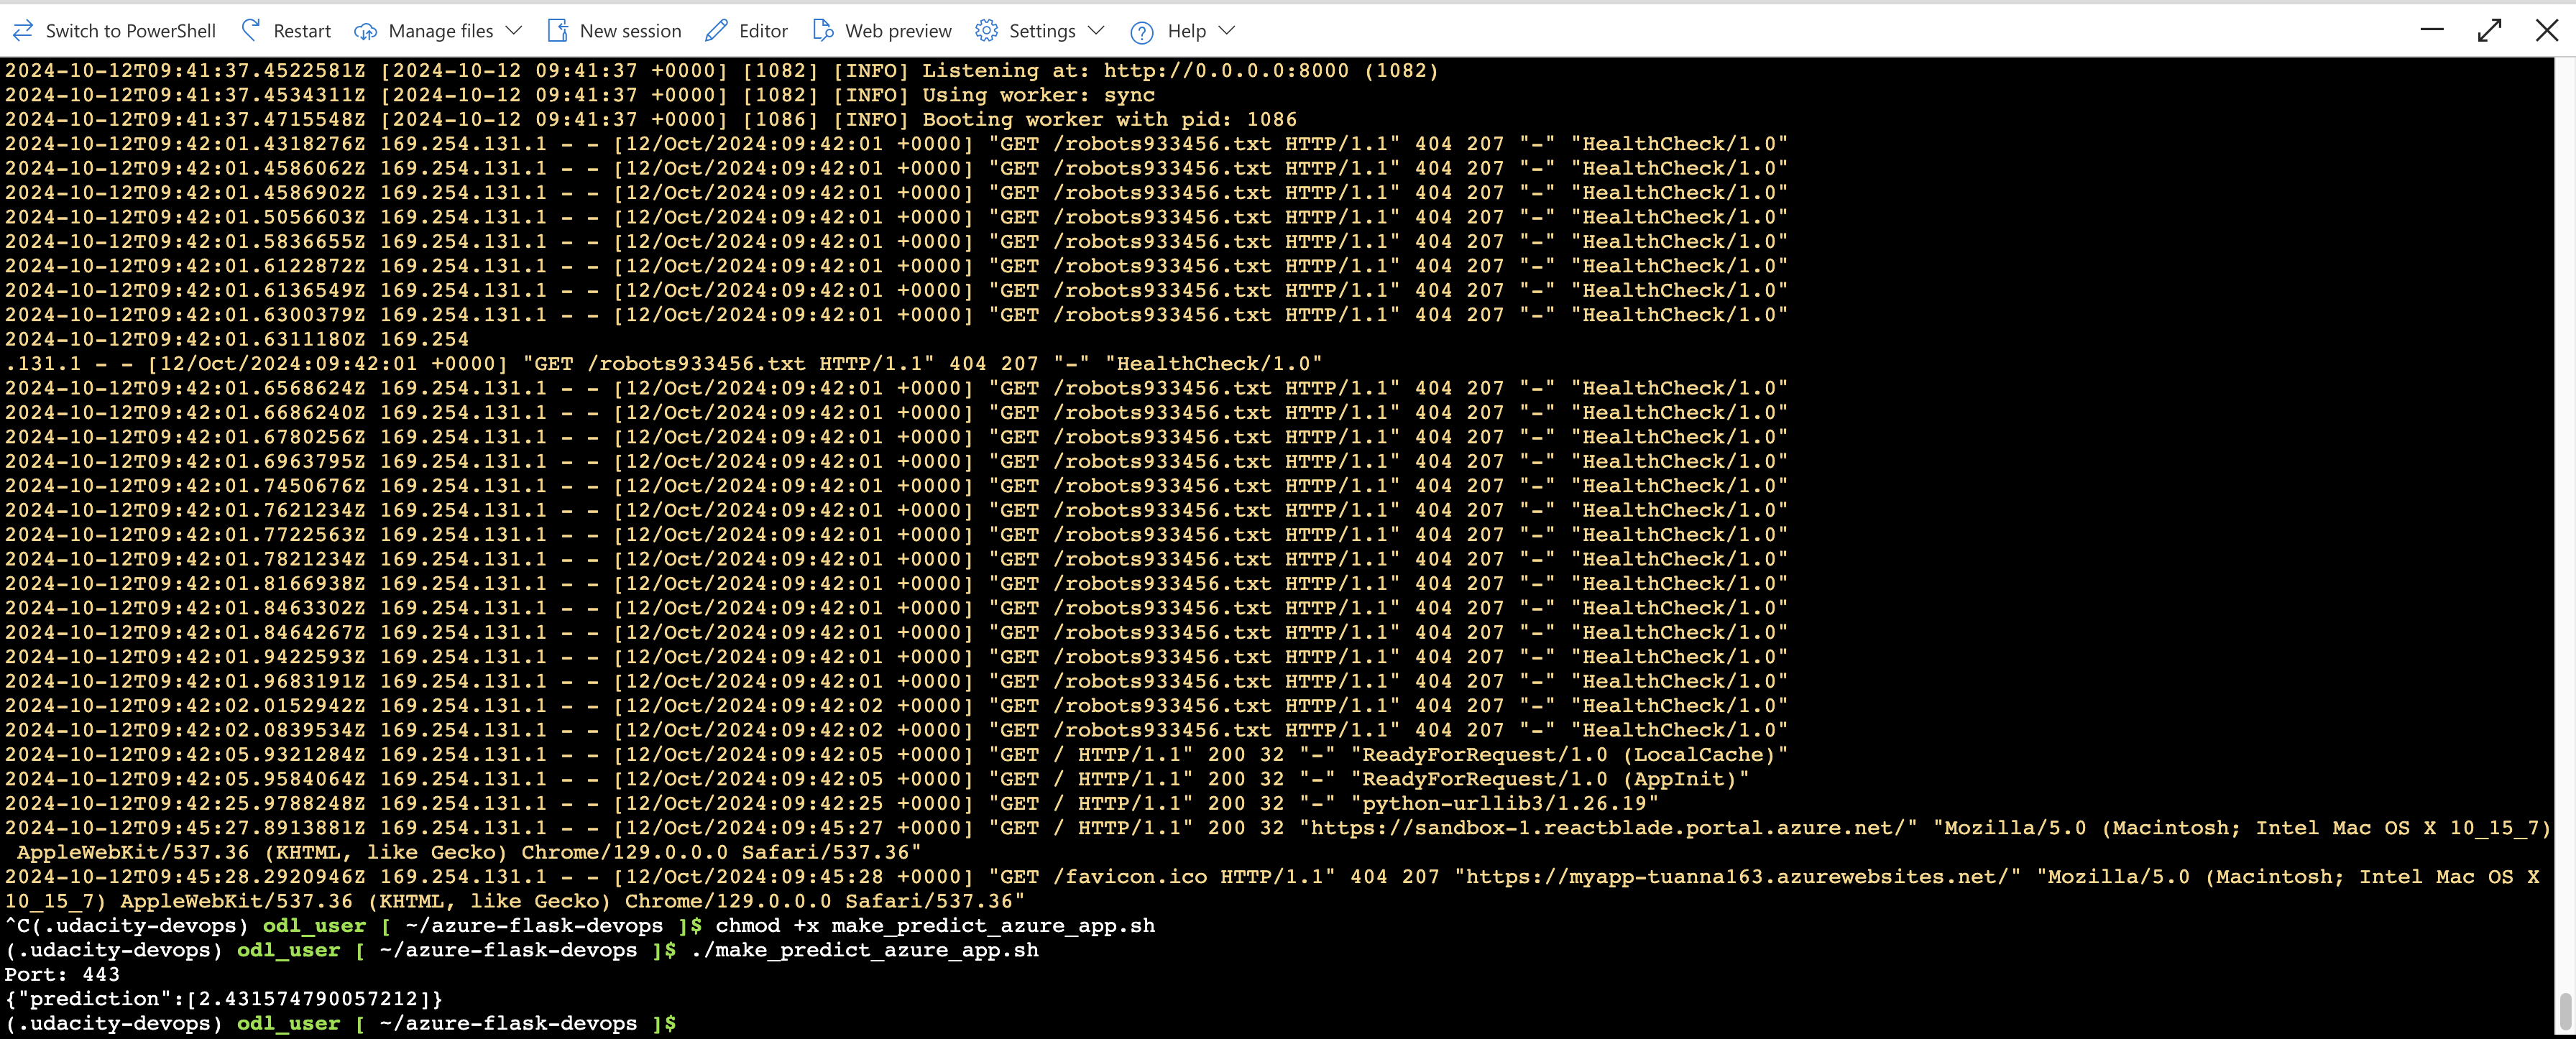 Switch to PowerShell Restart Manage files New session Editor Web preview Settings Help
2024-10-12T09:41:37.4522581Z [2024-10-12 09:41:37 +0000] [1082] [INFO] Listening at: http://0.0.0.0:8000 (1082)
2024-10-12T09:41:37.4534311Z [2024-10-12 09:41:37 +0000] [1082] [INFO] Using worker: sync
2024-10-12T09:41:37.4715548Z [2024-10-12 09:41:37 +0000] [1086] [INFO] Booting worker with pid: 1086
2024-10-12T09:42:01.4318276Z 169.254.131.1 - - [12/Oct/2024:09:42:01 +0000] "GET /robots933456.txt HTTP/1.1" 404 207 "-" "HealthCheck/1.0"
2024-10-12T09:42:01.4586062Z 169.254.131.1 - - [12/Oct/2024:09:42:01 +0000] "GET /robots933456.txt HTTP/1.1" 404 207 "-" "HealthCheck/1.0"
2024-10-12T09:42:01.4586902Z 169.254.131.1 - - [12/Oct/2024:09:42:01 +0000] "GET /robots933456.txt HTTP/1.1" 404 207 "-" "HealthCheck/1.0"
2024-10-12T09:42:01.5056603Z 169.254.131.1 - - [12/Oct/2024:09:42:01 +0000] "GET /robots933456.txt HTTP/1.1" 404 207 "-" "HealthCheck/1.0"
2024-10-12T09:42:01.5836655Z 169.254.131.1 - - [12/Oct/2024:09:42:01 +0000] "GET /robots933456.txt HTTP/1.1" 404 207 "-" "HealthCheck/1.0"
2024-10-12T09:42:01.6122872Z 169.254.131.1 - - [12/Oct/2024:09:42:01 +0000] "GET /robots933456.txt HTTP/1.1" 404 207 "-" "HealthCheck/1.0"
2024-10-12T09:42:01.6136549Z 169.254.131.1 - - [12/Oct/2024:09:42:01 +0000] "GET /robots933456.txt HTTP/1.1" 404 207 "-" "HealthCheck/1.0"
2024-10-12T09:42:01.6300379Z 169.254.131.1 - - [12/Oct/2024:09:42:01 +0000] "GET /robots933456.txt HTTP/1.1" 404 207 "-" "HealthCheck/1.0"
2024-10-12T09:42:01.6311180Z 169.254
.131.1 - - [12/Oct/2024:09:42:01 +0000] "GET /robots933456.txt HTTP/1.1" 404 207 "-" "HealthCheck/1.0"
2024-10-12T09:42:01.6568624Z 169.254.131.1 - - [12/Oct/2024:09:42:01 +0000] "GET /robots933456.txt HTTP/1.1" 404 207 "-" "HealthCheck/1.0"
2024-10-12T09:42:01.6686240Z 169.254.131.1 - - [12/Oct/2024:09:42:01 +0000] "GET /robots933456.txt HTTP/1.1" 404 207 "-" "HealthCheck/1.0"
2024-10-12T09:42:01.6780256Z 169.254.131.1 - - [12/Oct/2024:09:42:01 +0000] "GET /robots933456.txt HTTP/1.1" 404 207 "-" "HealthCheck/1.0"
2024-10-12T09:42:01.6963795Z 169.254.131.1 - - [12/Oct/2024:09:42:01 +0000] "GET /robots933456.txt HTTP/1.1" 404 207 "-" "HealthCheck/1.0"
2024-10-12T09:42:01.7450676Z 169.254.131.1 - - [12/Oct/2024:09:42:01 +0000] "GET /robots933456.txt HTTP/1.1" 404 207 "-" "HealthCheck/1.0"
2024-10-12T09:42:01.7621234Z 169.254.131.1 - - [12/Oct/2024:09:42:01 +0000] "GET /robots933456.txt HTTP/1.1" 404 207 "-" "HealthCheck/1.0"
2024-10-12T09:42:01.7722563Z 169.254.131.1 - - [12/Oct/2024:09:42:01 +0000] "GET /robots933456.txt HTTP/1.1" 404 207 "-" "HealthCheck/1.0"
2024-10-12T09:42:01.7821234Z 169.254.131.1 - - [12/Oct/2024:09:42:01 +0000] "GET /robots933456.txt HTTP/1.1" 404 207 "-" "HealthCheck/1.0"
2024-10-12T09:42:01.8166938Z 169.254.131.1 - - [12/Oct/2024:09:42:01 +0000] "GET /robots933456.txt HTTP/1.1" 404 207 "-" "HealthCheck/1.0"
2024-10-12T09:42:01.8463302Z 169.254.131.1 - - [12/Oct/2024:09:42:01 +0000] "GET /robots933456.txt HTTP/1.1" 404 207 "-" "HealthCheck/1.0"
2024-10-12T09:42:01.8464267Z 169.254.131.1 - - [12/Oct/2024:09:42:01 +0000] "GET /robots933456.txt HTTP/1.1" 404 207 "-" "HealthCheck/1.0"
2024-10-12T09:42:01.9422593Z 169.254.131.1 - - [12/Oct/2024:09:42:01 +0000] "GET /robots933456.txt HTTP/1.1" 404 207 "-" "HealthCheck/1.0"
2024-10-12T09:42:01.9683191Z 169.254.131.1 - - [12/Oct/2024:09:42:01 +0000] "GET /robots933456.txt HTTP/1.1" 404 207 "-" "HealthCheck/1.0"
2024-10-12T09:42:02.0152942Z 169.254.131.1 - - [12/Oct/2024:09:42:02 +0000] "GET /robots933456.txt HTTP/1.1" 404 207 "-" "HealthCheck/1.0"
2024-10-12T09:42:02.0839534Z 169.254.131.1 - - [12/Oct/2024:09:42:02 +0000] "GET /robots933456.txt HTTP/1.1" 404 207 "-" "HealthCheck/1.0"
2024-10-12T09:42:05.9321284Z 169.254.131.1 - - [12/Oct/2024:09:42:05 +0000] "GET / HTTP/1.1" 200 32 "-" "ReadyForRequest/1.0 (LocalCache)"
2024-10-12T09:42:05.9584064Z 169.254.131.1 - - [12/Oct/2024:09:42:05 +0000] "GET / HTTP/1.1" 200 32 "-" "ReadyForRequest/1.0 (AppInit)"
2024-10-12T09:42:25.9788248Z 169.254.131.1 - - [12/Oct/2024:09:42:25 +0000] "GET / HTTP/1.1" 200 32 "-" "python-urllib3/1.26.19"
2024-10-12T09:45:27.8913881Z 169.254.131.1 - - [12/Oct/2024:09:45:27 +0000] "GET / HTTP/1.1" 200 32 "https://sandbox-1.reactblade.portal.azure.net/" "Mozilla/5.0 (Macintosh; Intel Mac OS X 10_15_7)
AppleWebKit/537.36 (KHTML, like Gecko) Chrome/129.0.0.0 Safari/537.36"
2024-10-12T09:45:28.2920946Z 169.254.131.1 - - [12/Oct/2024:09:45:28 +0000] "GET /favicon.ico HTTP/1.1" 404 207 "https://myapp-tuanna163.azurewebsites.net/" "Mozilla/5.0 (Macintosh; Intel Mac OS X
10_15_7) AppleWebKit/537.36 (KHTML, like Gecko) Chrome/129.0.0.0 Safari/537.36"
^C(.udacity-devops) odl_user [ ~/azure-flask-devops ]$ chmod +x make_predict_azure_app.sh
(.udacity-devops) odl_user [ ~/azure-flask-devops ]$ ./make_predict_azure_app.sh
Port: 443
{"prediction":[2.431574790057212]}
(.udacity-devops) odl_user [ ~/azure-flask-devops ]$